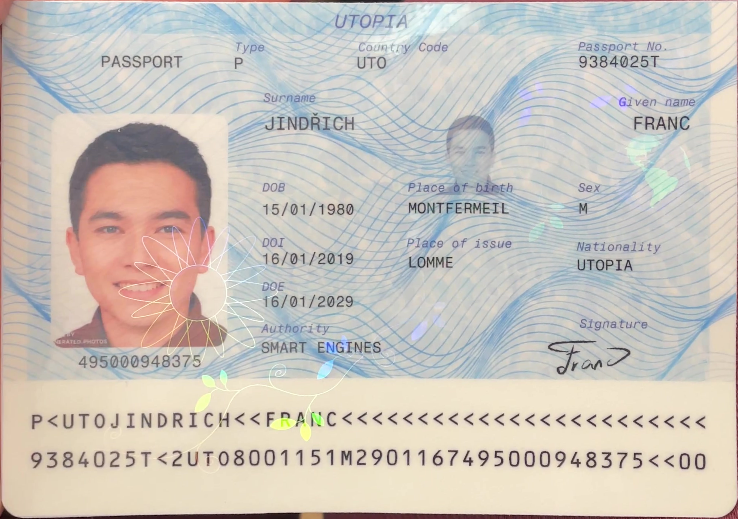 UTOPIA
PASSPORT
Type
P
Country Code
UTO
Passport No.
9384025T
Surname
JINDŘICH
Given name
FRANC
DOB
15/01/1980
Place of birth
MONTFERMEIL
Sex
M
DOI
16/01/2019
Place of issue
LOMME
Nationality
UTOPIA
DOE
16/01/2029
Authority
SMART ENGINES
Signature
Franc
495000948375
P<UTOJINDRICH<<FRANC<<<<<<<<<<<<<<<<<<<<<<<<
9384025T<2UTO8001151M2901167495000948375<<00